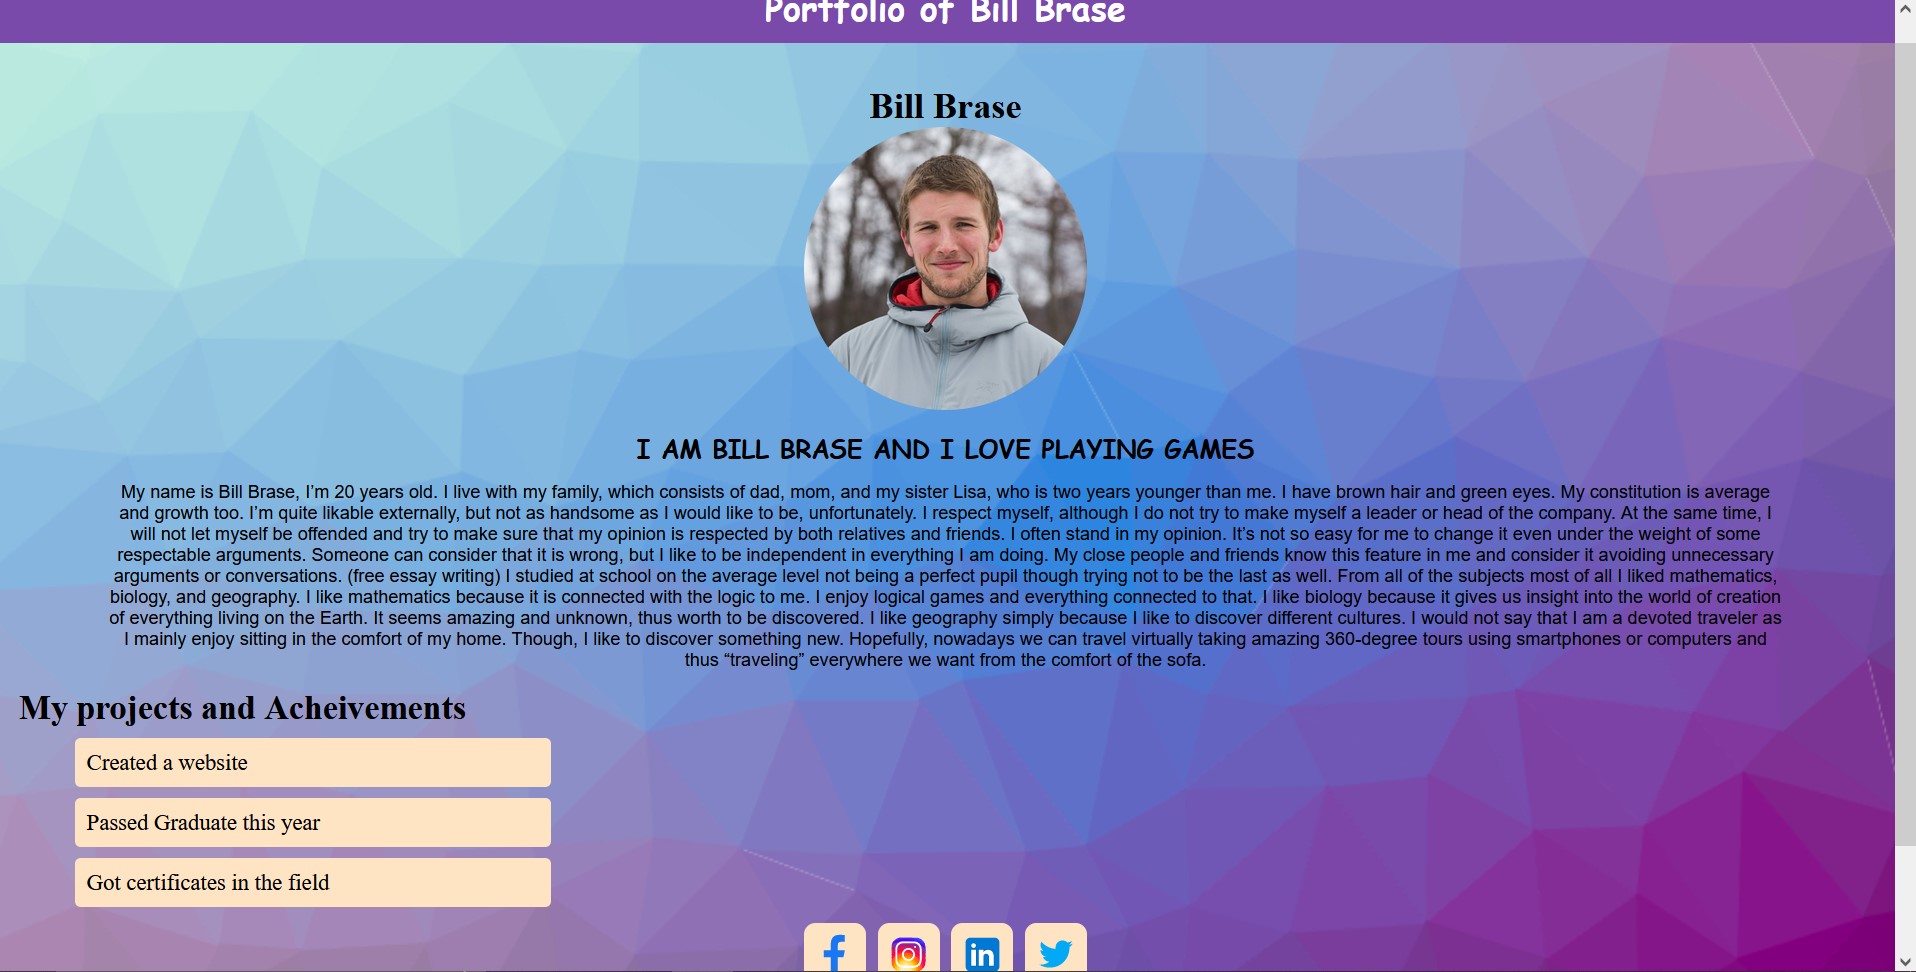 Portfolio of Bill Brase
Bill Brase
I AM BILL BRASE AND I LOVE PLAYING GAMES
My name is Bill Brase, I’m 20 years old. I live with my family, which consists of dad, mom, and my sister Lisa, who is two years younger than me. I have brown hair and green eyes. My constitution is average
and growth too. I’m quite likable externally, but not as handsome as I would like to be, unfortunately. I respect myself, although I do not try to make myself a leader or head of the company. At the same time, I
will not let myself be offended and try to make sure that my opinion is respected by both relatives and friends. I often stand in my opinion. It’s not so easy for me to change it even under the weight of some
respectable arguments. Someone can consider that it is wrong, but I like to be independent in everything I am doing. My close people and friends know this feature in me and consider it avoiding unnecessary
arguments or conversations. (free essay writing) I studied at school on the average level not being a perfect pupil though trying not to be the last as well. From all of the subjects most of all I liked mathematics,
biology, and geography. I like mathematics because it is connected with the logic to me. I enjoy logical games and everything connected to that. I like biology because it gives us insight into the world of creation
of everything living on the Earth. It seems amazing and unknown, thus worth to be discovered. I like geography simply because I like to discover different cultures. I would not say that I am a devoted traveler as
I mainly enjoy sitting in the comfort of my home. Though, I like to discover something new. Hopefully, nowadays we can travel virtually taking amazing 360-degree tours using smartphones or computers and
thus “traveling” everywhere we want from the comfort of the sofa.
My projects and Acheivements
Created a website
Passed Graduate this year
Got certificates in the field